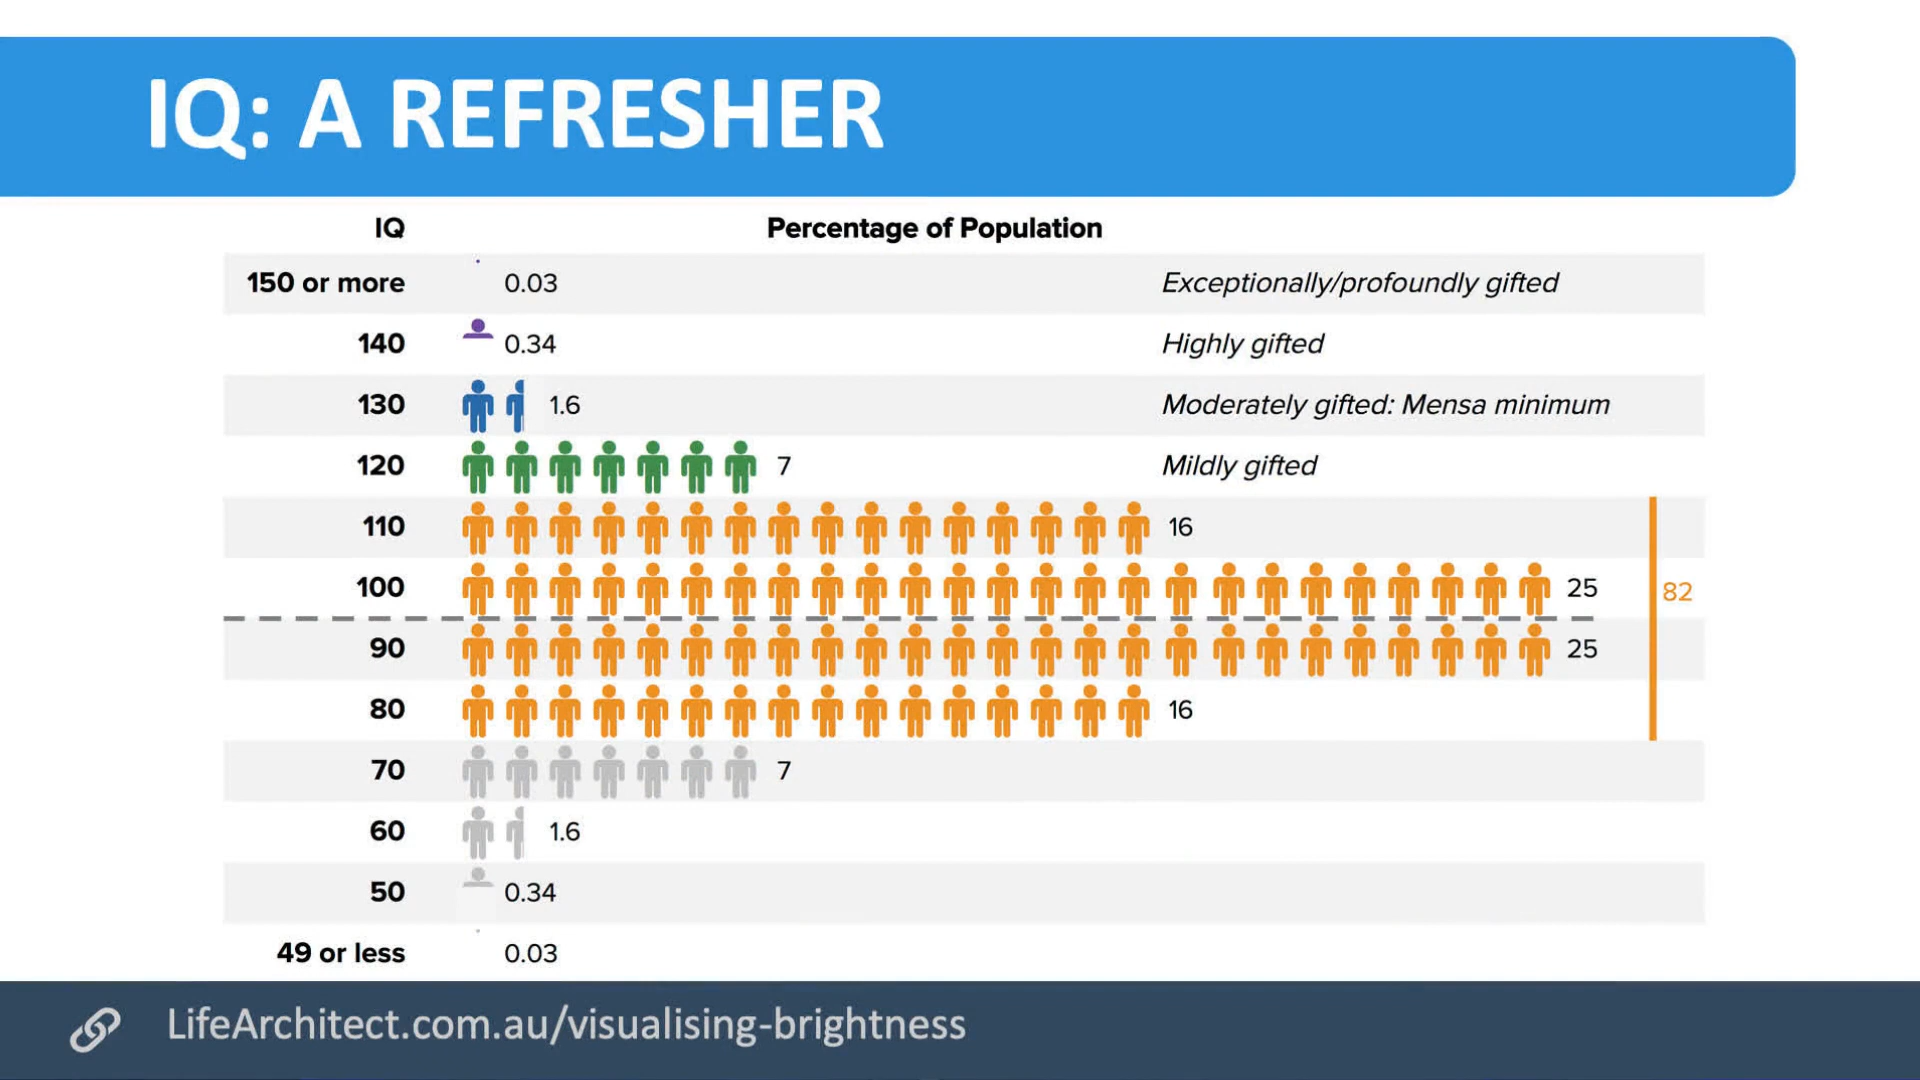 IQ: A REFRESHER
IQ Percentage of Population
150 or more 0.03 Exceptionally/profoundly gifted
140 0.34 Highly gifted
130 1.6 Moderately gifted: Mensa minimum
120 7 Mildly gifted
110 16
100 25 82
90 25
80 16
70 7
60 1.6
50 0.34
49 or less 0.03
LifeArchitect.com.au/visualising-brightness